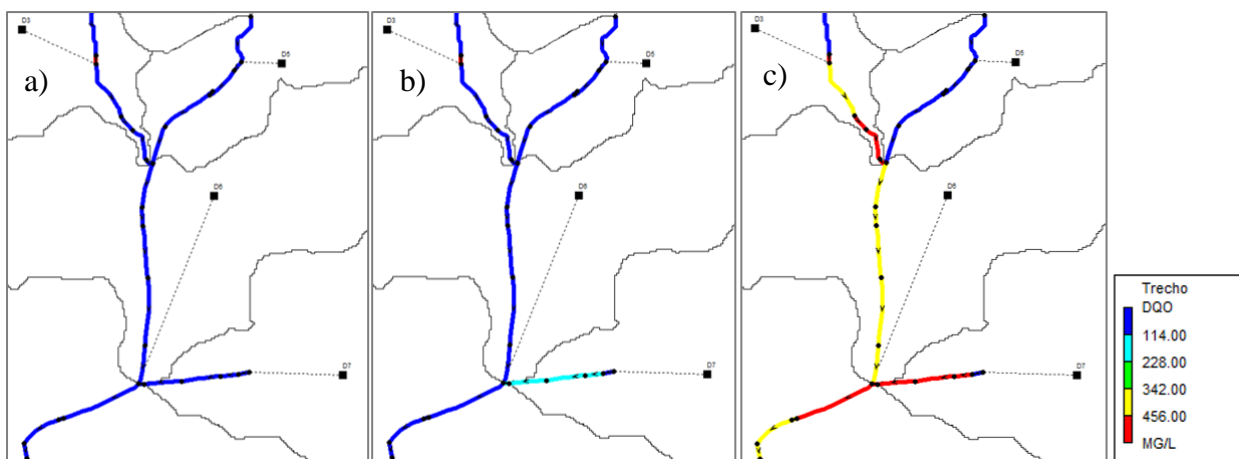 a)
D3
D5
D6
D7
b)
D3
D5
D6
D7
c)
D3
D5
D6
D7
Trecho
DQO
114.00
228.00
342.00
456.00
MG/L